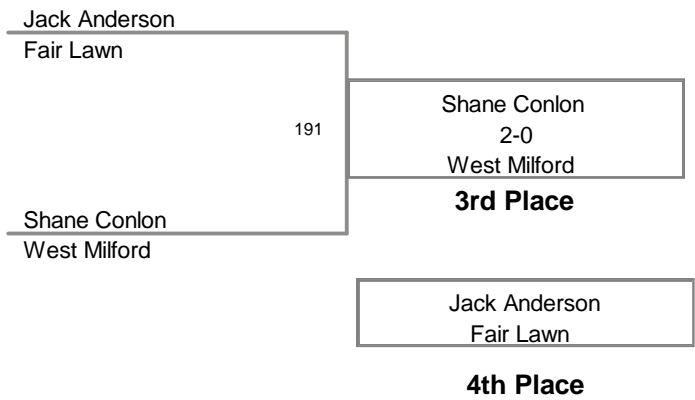 Jack Anderson
Fair Lawn
191
Shane Conlon
2-0
West Milford
3rd Place
Shane Conlon
West Milford
Jack Anderson
Fair Lawn
4th Place